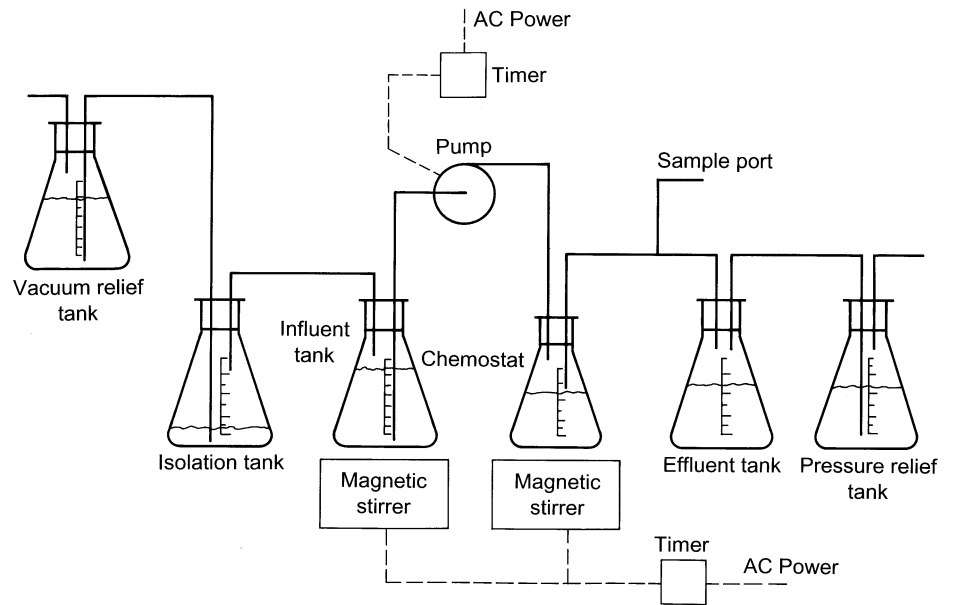 AC Power
Timer
Pump
Sample port
Vacuum relief
tank
Influent
tank
Chemostat
Isolation tank
Effluent tank
Pressure relief
tank
Magnetic
stirrer
Magnetic
stirrer
Timer
AC Power